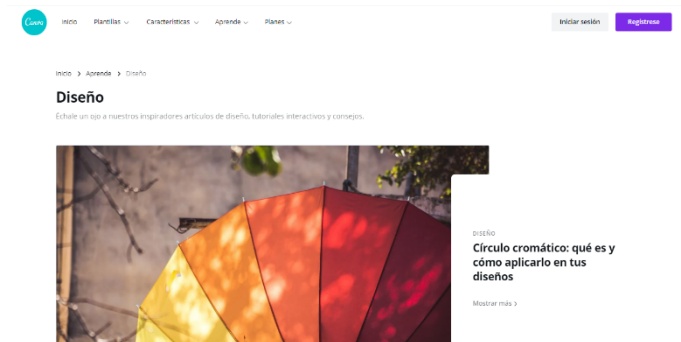 Canva
Inicio Plantillas Características Aprende Planes Iniciar sesión Regístrese
Inicio > Aprende > Diseño
Diseño
Échale un ojo a nuestros inspiradores artículos de diseño, tutoriales interactivos y consejos.
DISEÑO
Círculo cromático: qué es y
cómo aplicarlo en tus
diseños
Mostrar más >